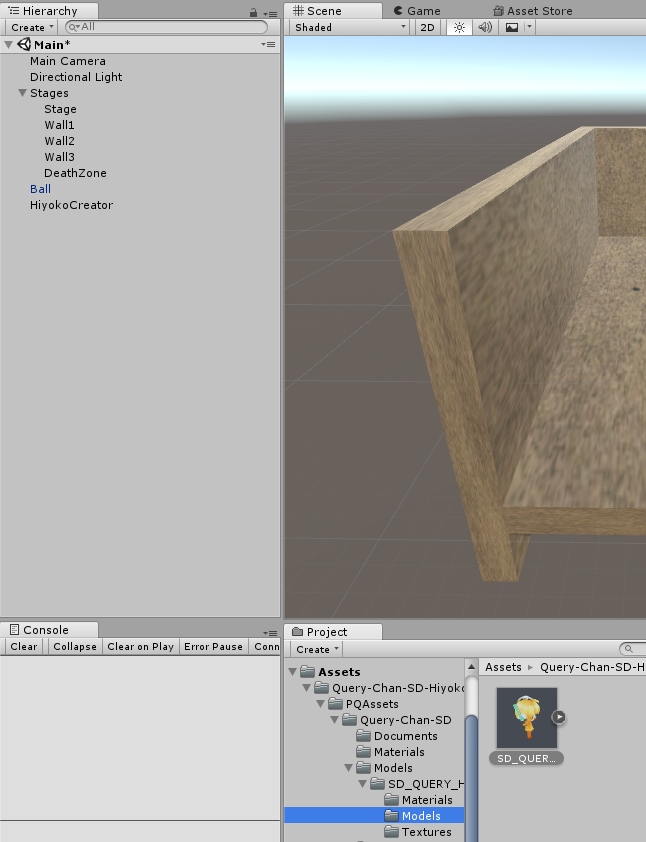 Hierarchy
Create All
Main*
Main Camera
Directional Light
Stages
Stage
Wall1
Wall2
Wall3
DeathZone
Ball
HiyokoCreator
Scene Game Asset Store
Shaded 2D
Console
Clear Collapse Clear on Play Error Pause Conn
Project
Create
Assets
Query-Chan-SD-Hiyoko
PQAssets
Query-Chan-SD
Documents
Materials
Models
SD_QUERY_H
Materials
Models
Textures
Assets Query-Chan-SD-H
SD_QUER...